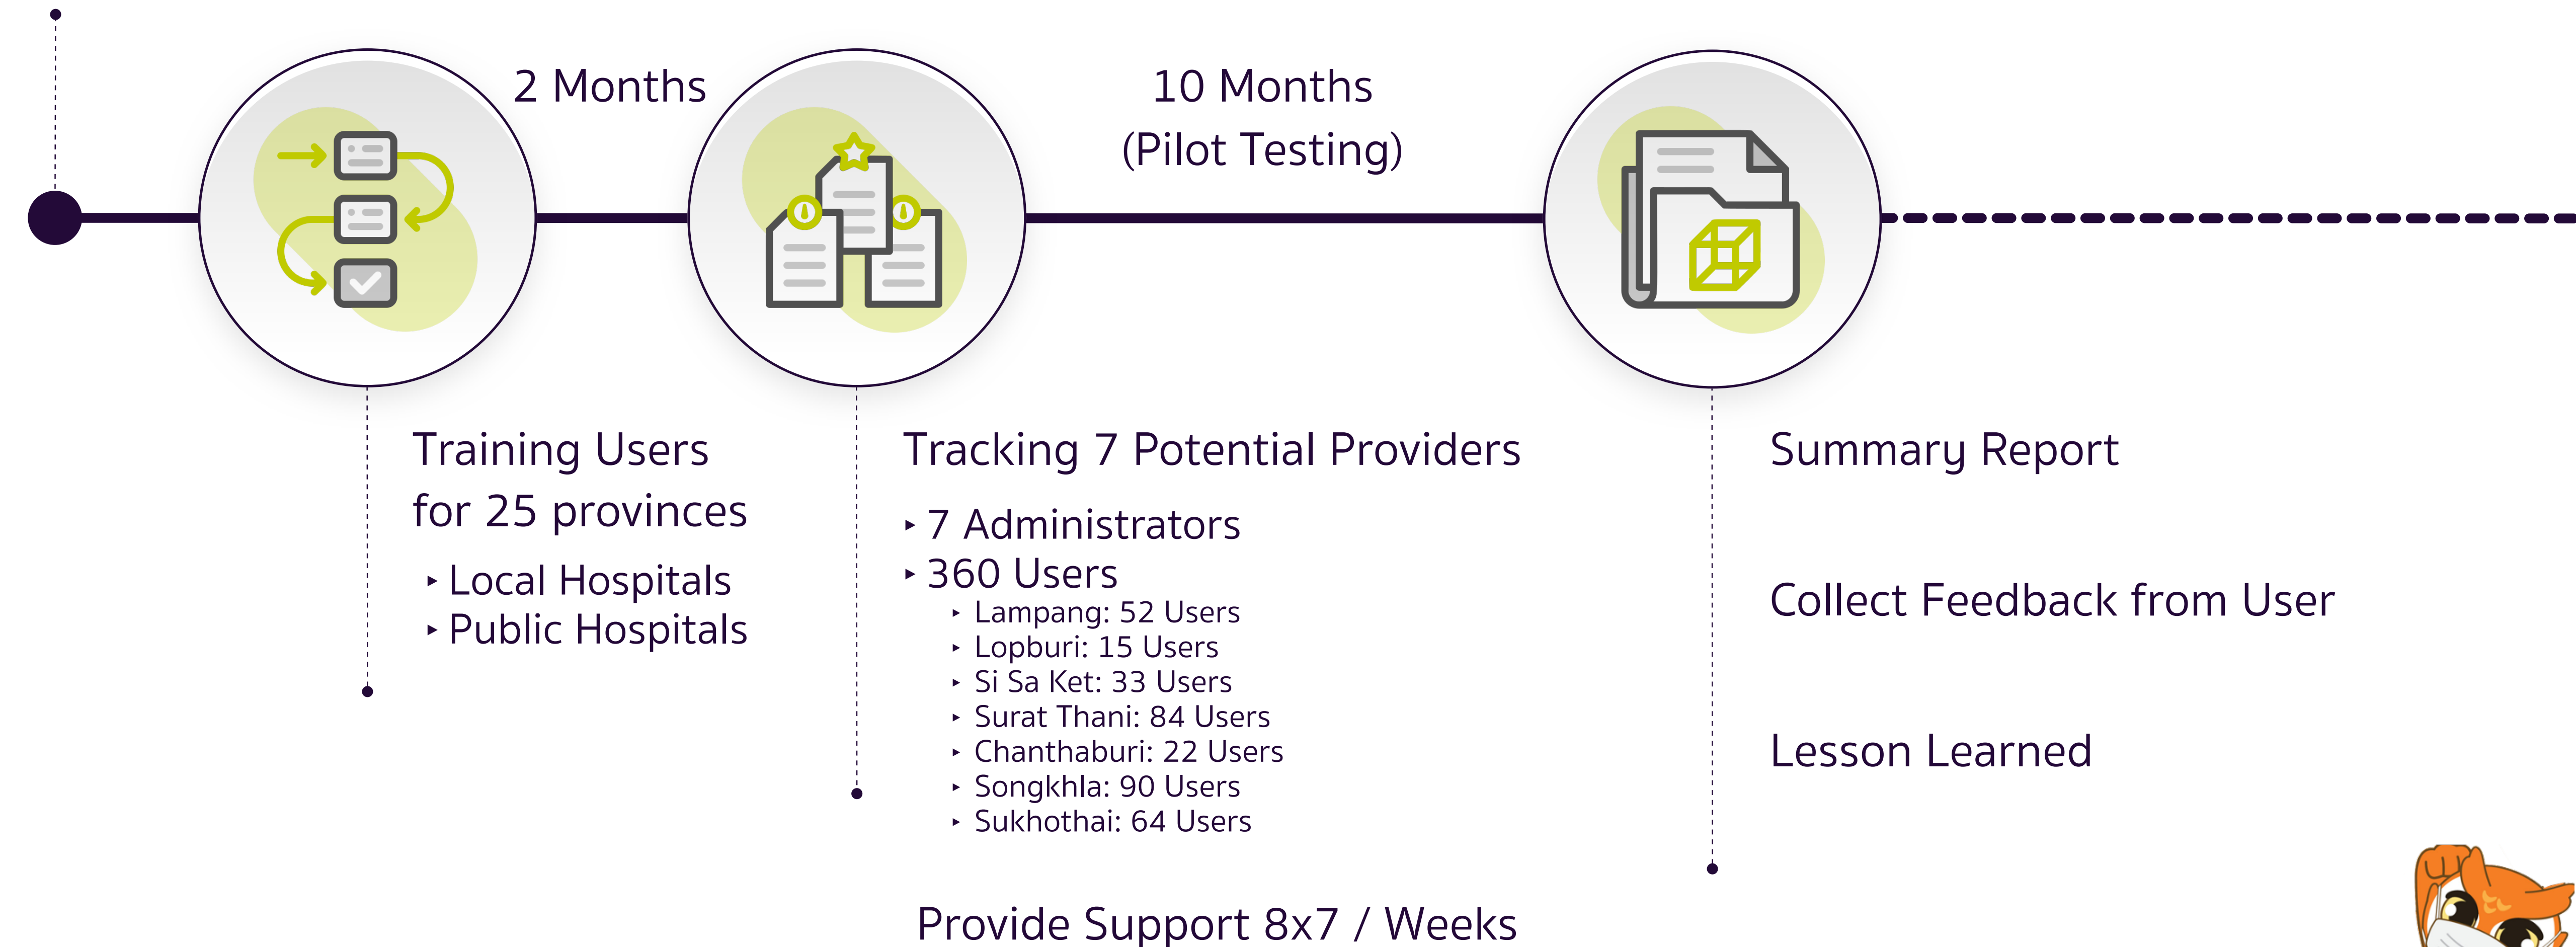 2 Months
10 Months
(Pilot Testing)
Training Users
for 25 provinces
‣ Local Hospitals
‣ Public Hospitals
Tracking 7 Potential Providers
‣ 7 Administrators
‣ 360 Users
‣ Lampang: 52 Users
‣ Lopburi: 15 Users
‣ Si Sa Ket: 33 Users
‣ Surat Thani: 84 Users
‣ Chanthaburi: 22 Users
‣ Songkhla: 90 Users
‣ Sukhothai: 64 Users
Provide Support 8x7 / Weeks
Summary Report
Collect Feedback from User
Lesson Learned